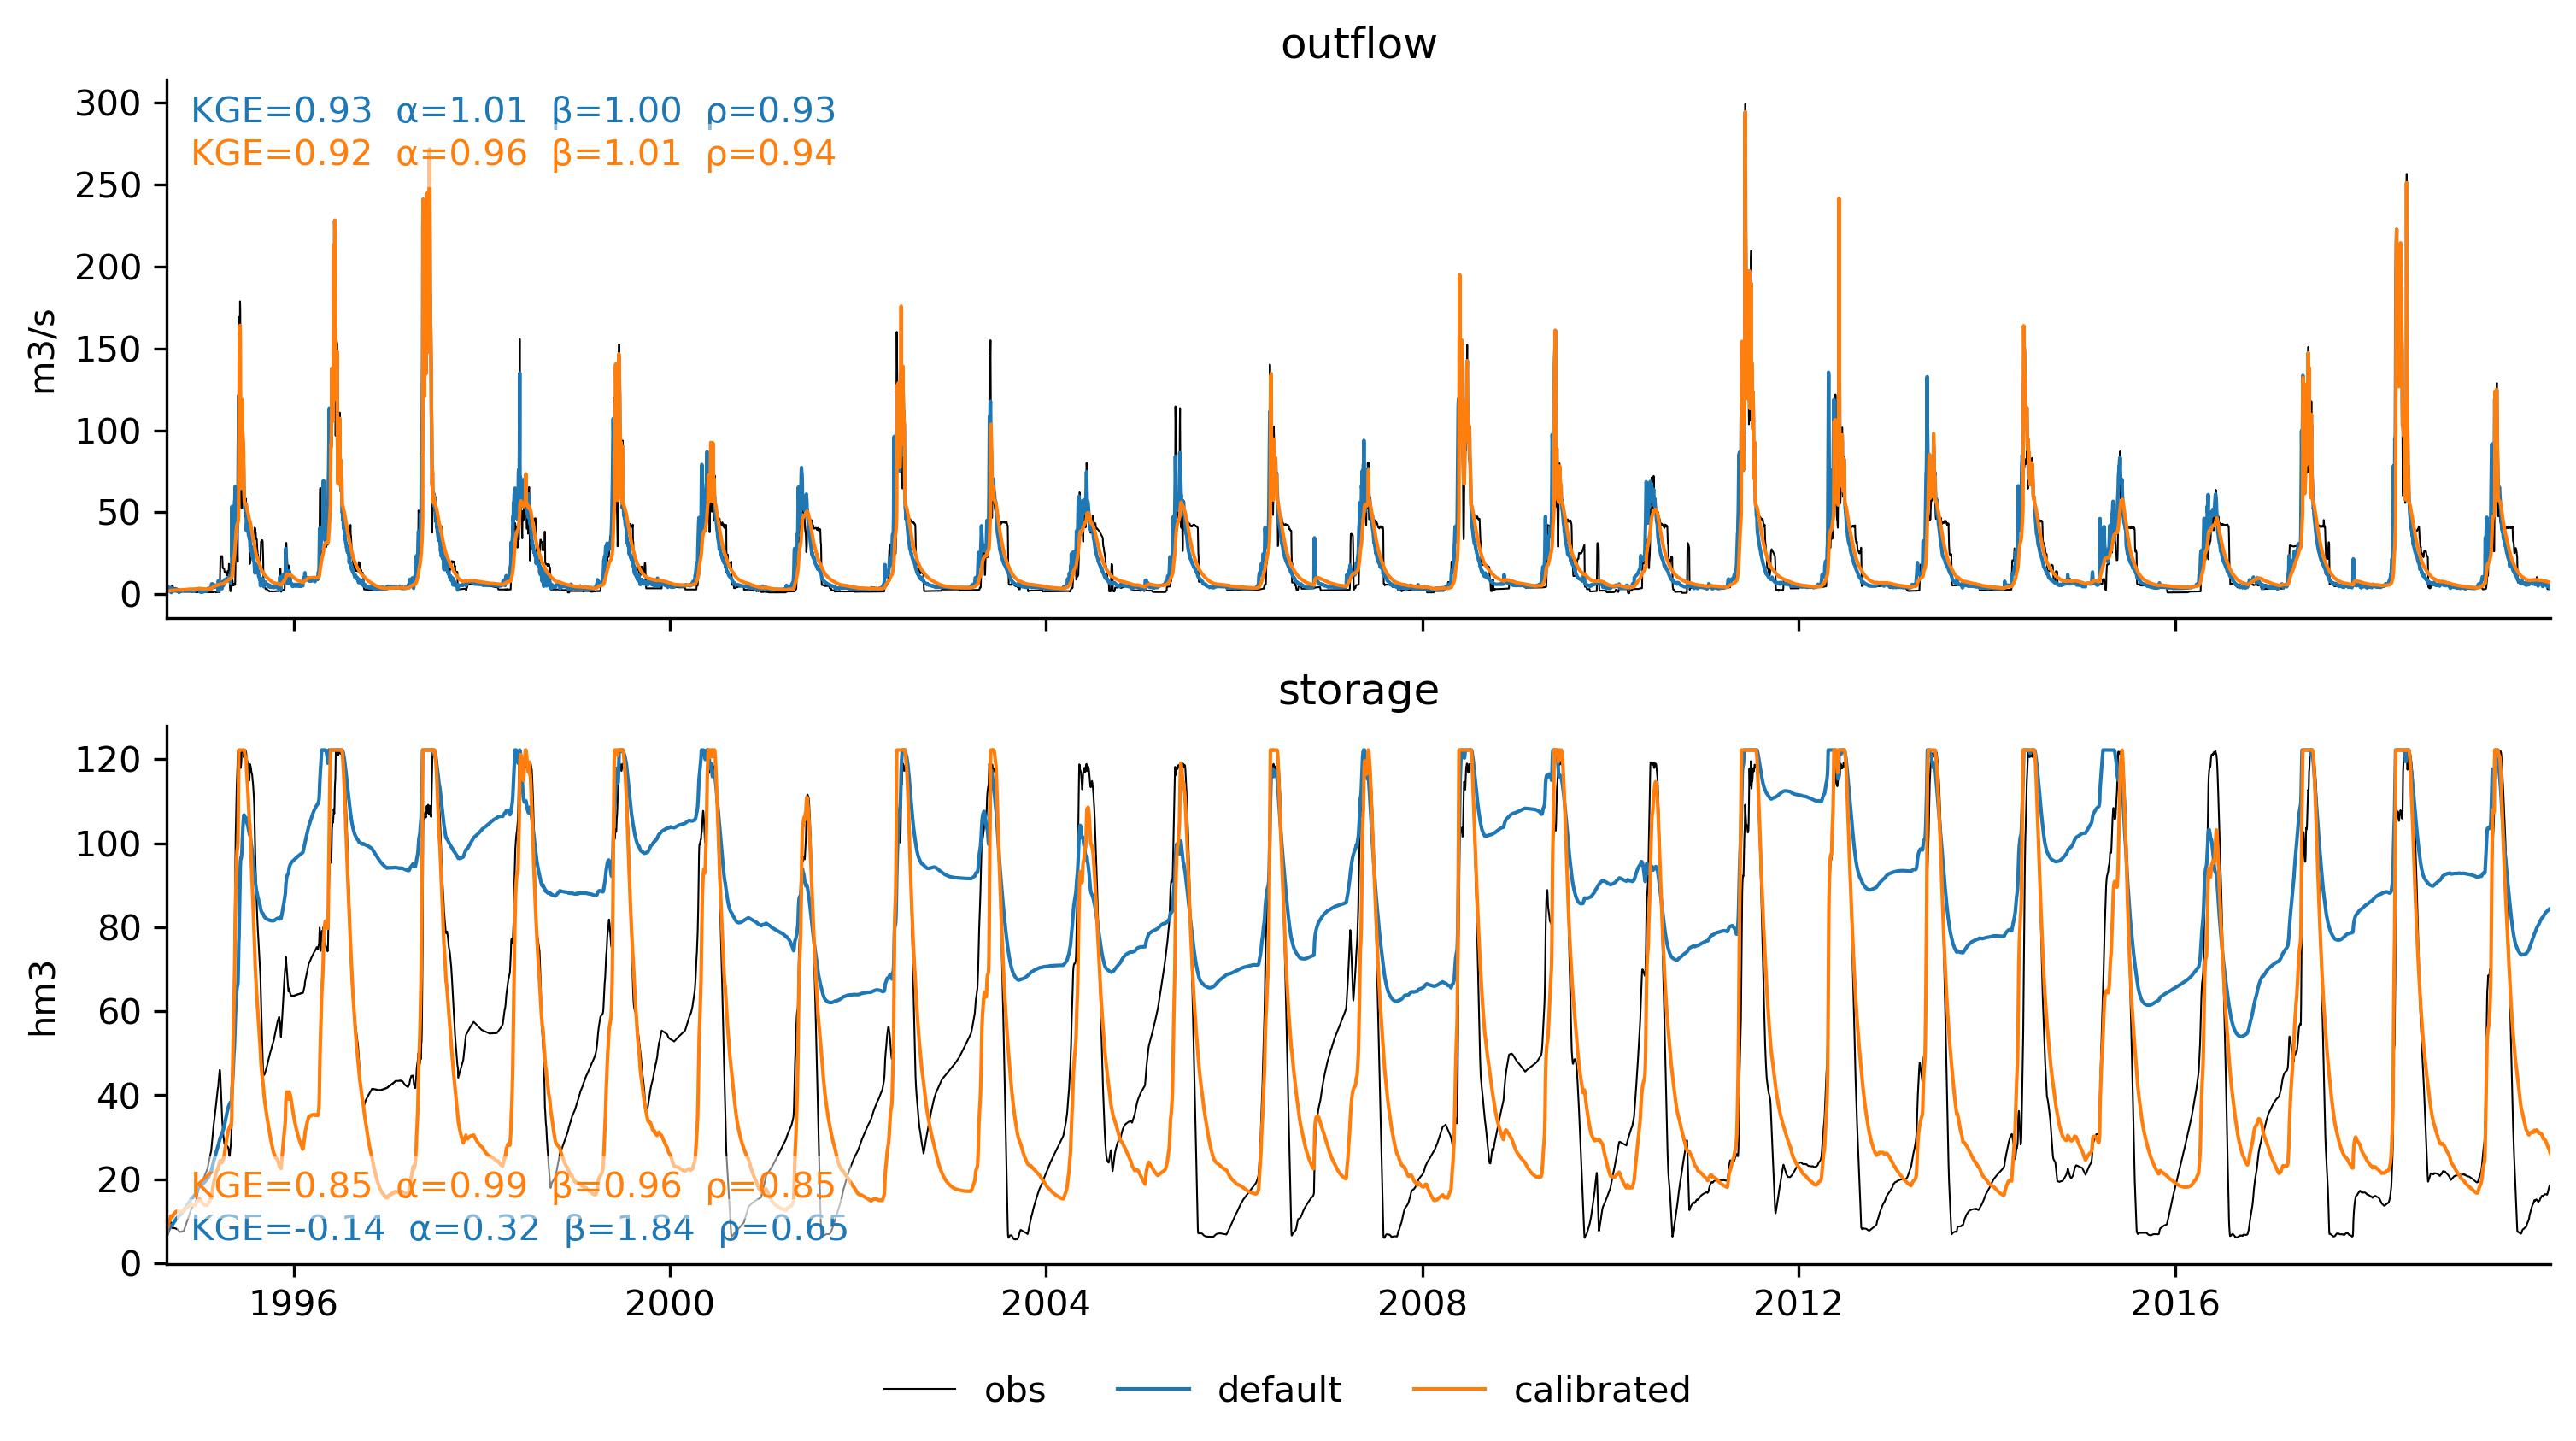 outflow
300
250
200
150
100
50
0
m3/s
KGE=0.93 α=1.01 β=1.00 ρ=0.93
KGE=0.92 α=0.96 β=1.01 ρ=0.94
storage
120
100
80
60
40
20
0
hm3
KGE=0.85 α=0.99 β=0.96 ρ=0.85
KGE=-0.14 α=0.32 β=1.84 ρ=0.65
1996 2000 2004 2008 2012 2016
obs default calibrated